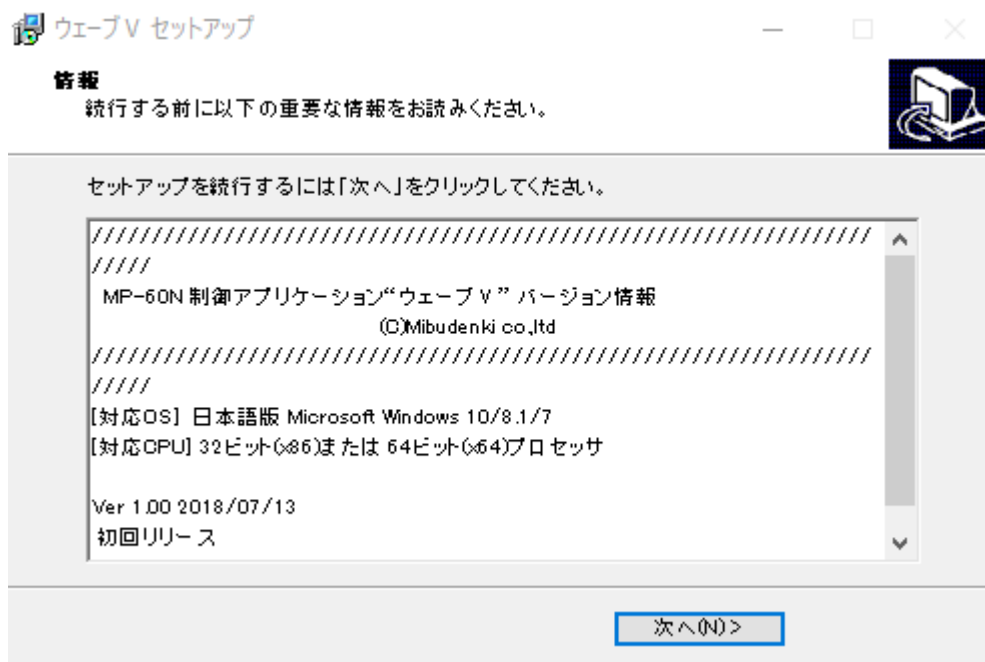 ウェーブV セットアップ
情報
続行する前に以下の重要な情報をお読みください。
セットアップを続行するには「次へ」をクリックしてください。
////////////////////////////////////////////////////////////////
/////
MP-60N 制御アプリケーション“ウェーブV” バージョン情報
(C)Mibudenki co,ltd
////////////////////////////////////////////////////////////////
/////
[対応OS] 日本語版 Microsoft Windows 10/8.1/7
[対応CPU] 32ビット(x86)または 64ビット(x64)プロセッサ
Ver 1.00 2018/07/13
初回リリース
次へ(N) >